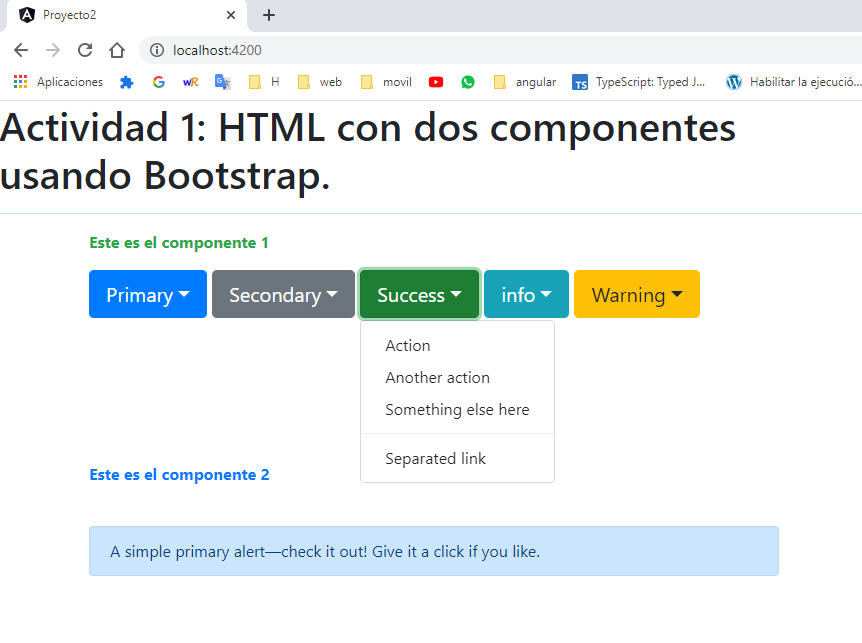 Proyecto2
localhost:4200
Aplicaciones H web movil angular TypeScript: Typed J... Habilitar la ejecució...
Actividad 1: HTML con dos componentes
usando Bootstrap.
Este es el componente 1
Primary Secondary Success info Warning
Action
Another action
Something else here
Separated link
Este es el componente 2
A simple primary alert—check it out! Give it a click if you like.